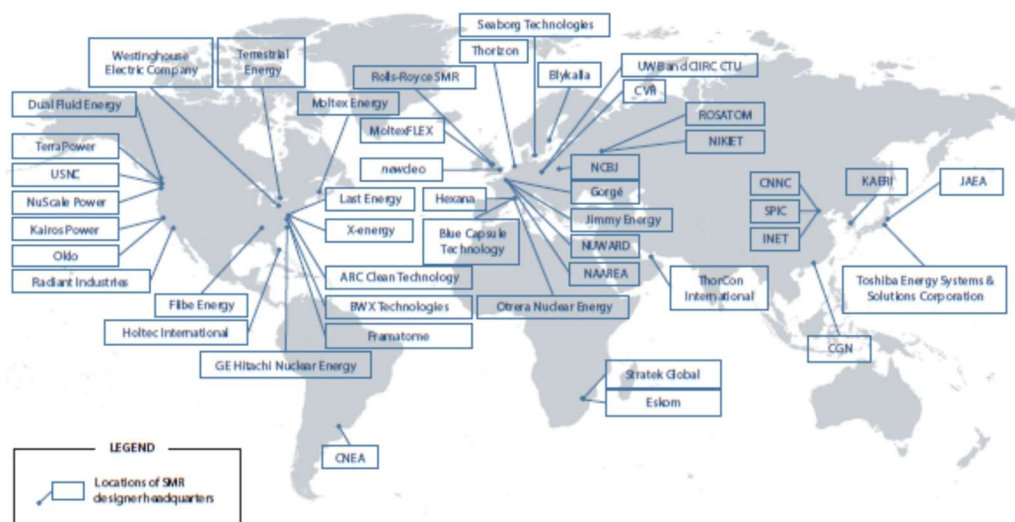 Seaborg Technologies
Thorizon
Westinghouse
Electric Company
Terrestrial
Energy
Rolls-Royce SMR
Blykalla
UWB and CIRC CTU
CVR
Dual Fluid Energy
Moltex Energy
ROSATOM
MoltexFLEX
NIKIET
TerraPower
USNC
newcleo
NCBJ
CNNC
KAERI
JAEA
NuScale Power
Last Energy
Hexana
Gorgé
SPIC
Kairos Power
X-energy
Blue Capsule
Technology
Jimmy Energy
INET
Oklo
NUWARD
Radiant Industries
ARC Clean Technology
NAAREA
ThorCon
International
Toshiba Energy Systems &
Solutions Corporation
Flibe Energy
BWX Technologies
Otrera Nuclear Energy
Holtec International
Framatome
CGN
GE Hitachi Nuclear Energy
Stratek Global
Eskom
CNEA
LEGEND
Locations of SMR
designer headquarters